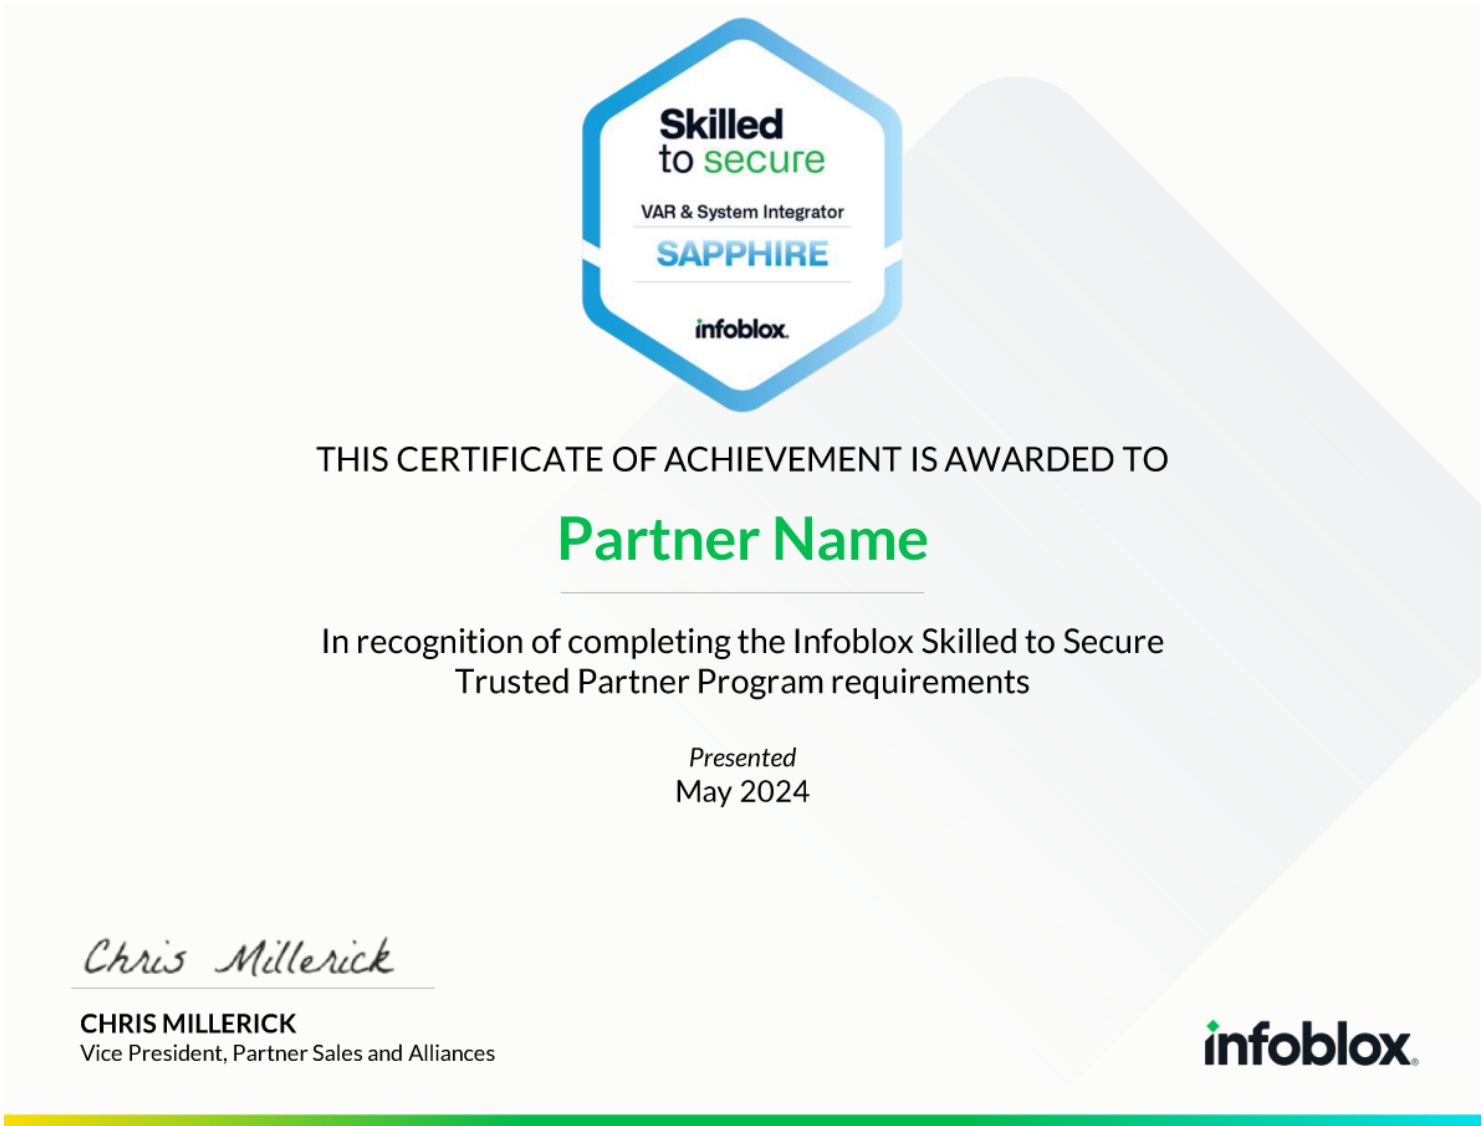 Skilled
to secure
VAR & System Integrator
SAPPHIRE
infoblox.
THIS CERTIFICATE OF ACHIEVEMENT IS AWARDED TO
Partner Name
In recognition of completing the Infoblox Skilled to Secure
Trusted Partner Program requirements
Presented
May 2024
Chris Millerick
CHRIS MILLERICK
Vice President, Partner Sales and Alliances
infoblox®